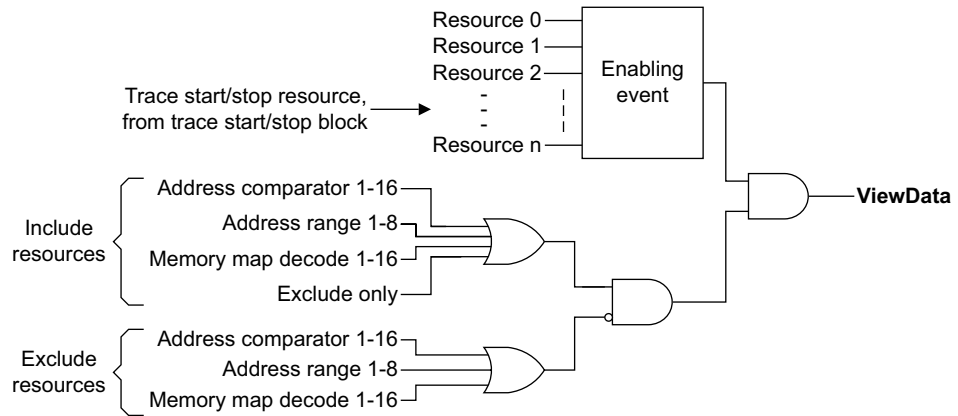 Resource 0
Resource 1
Resource 2
Resource n
Enabling
event
Trace start/stop resource,
from trace start/stop block
ViewData
Include
resources
Address comparator 1-16
Address range 1-8
Memory map decode 1-16
Exclude only
Exclude
resources
Address comparator 1-16
Address range 1-8
Memory map decode 1-16